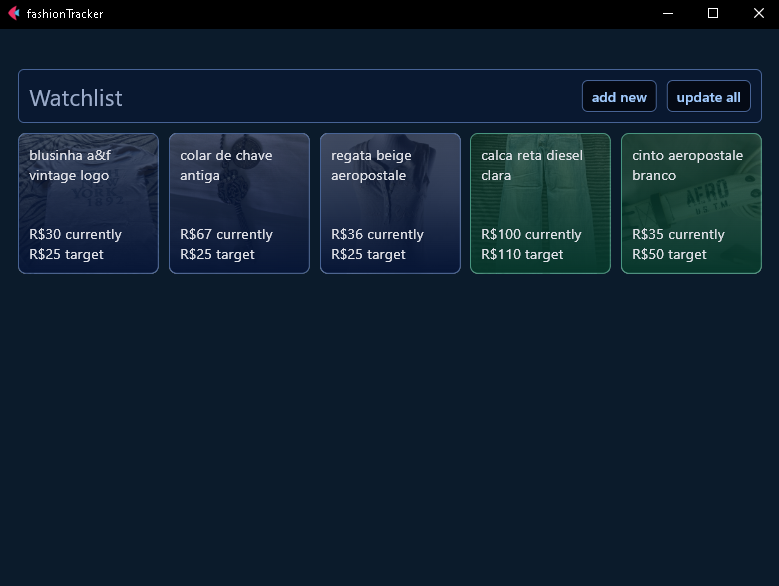 fashionTracker
Watchlist
add new
update all
blusinha a&f
vintage logo
R$30 currently
R$25 target
colar de chave
antiga
R$67 currently
R$25 target
regata beige
aeropostale
R$36 currently
R$25 target
calca reta diesel
clara
R$100 currently
R$110 target
cinto aeropostale
branco
AERO
R$35 currently
R$50 target